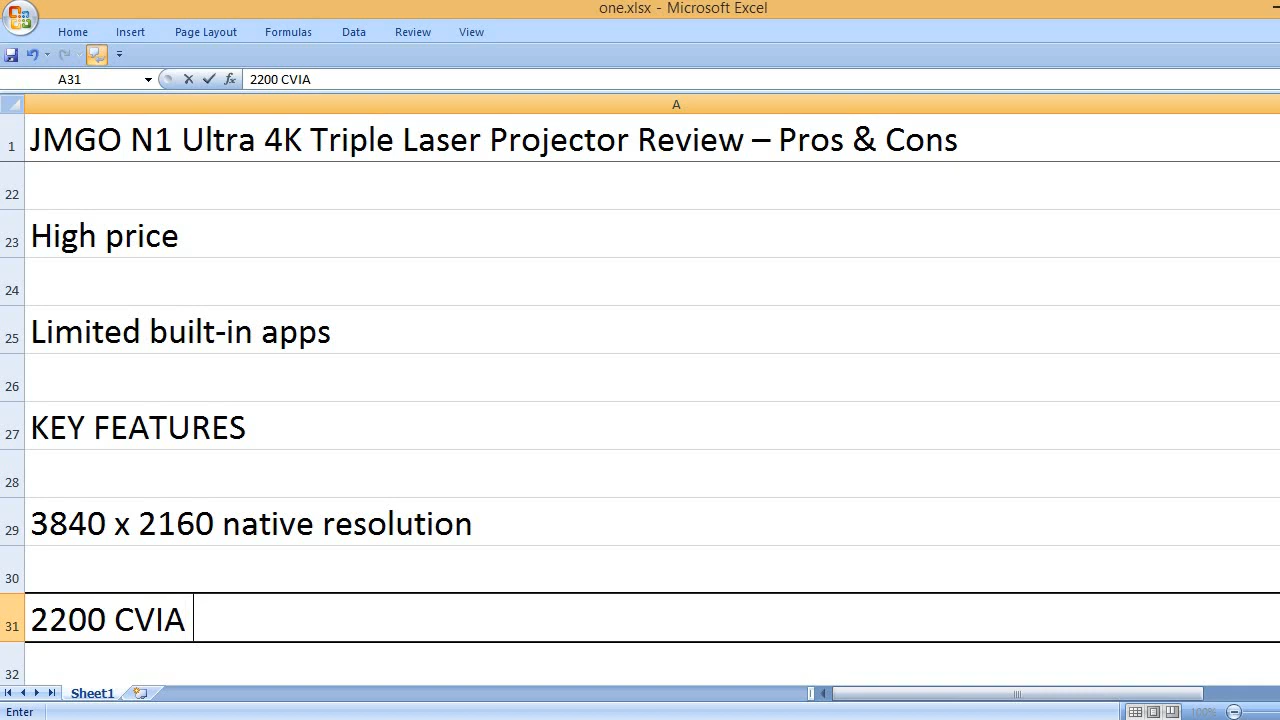 one.xlsx - Microsoft Excel
Home Insert Page Layout Formulas Data Review View
A31 fx 2200 CVIA
A
1 JMGO N1 Ultra 4K Triple Laser Projector Review – Pros & Cons
22
23 High price
24
25 Limited built-in apps
26
27 KEY FEATURES
28
29 3840 x 2160 native resolution
30
31 2200 CVIA
32
Sheet1
Enter 100%